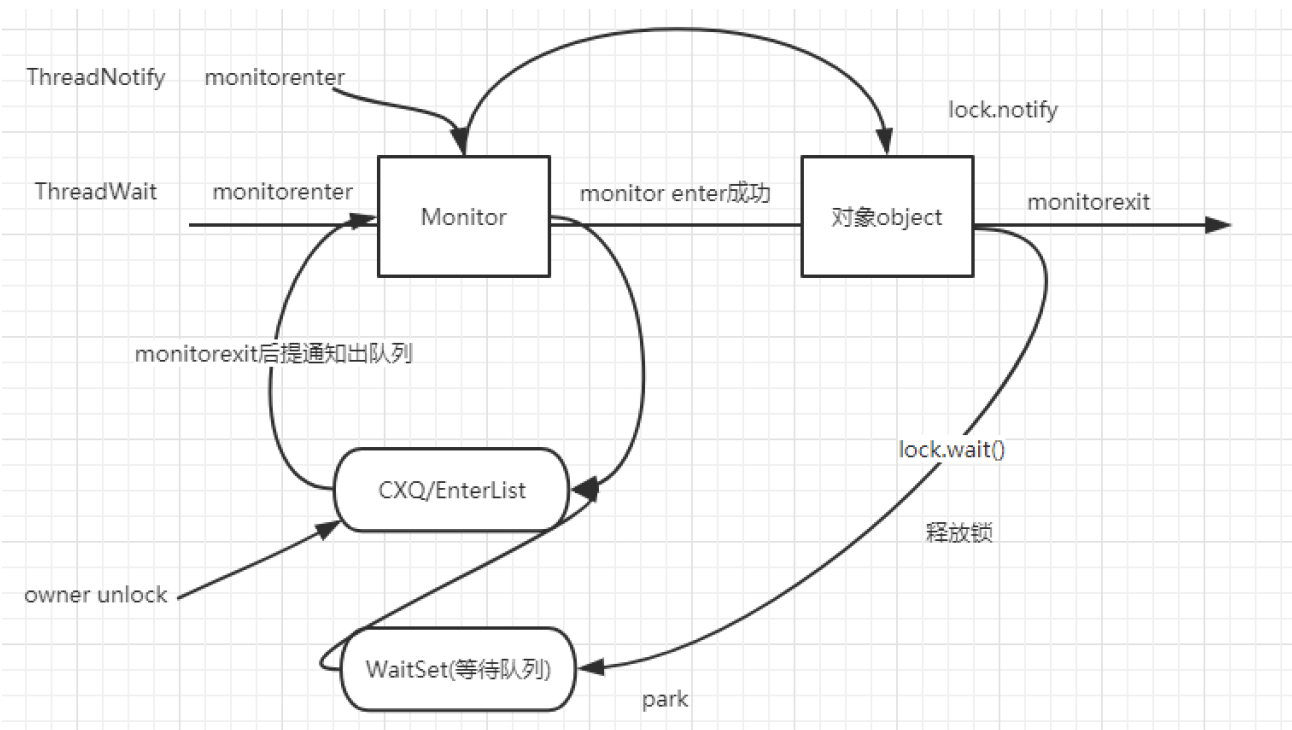 ThreadNotify
monitorenter
lock.notify
ThreadWait
monitorenter
monitor enter成功
monitorexit
Monitor
对象object
monitorexit后提通知出队列
lock.wait()
CXQ/EnterList
释放锁
owner unlock
WaitSet(等待队列)
park